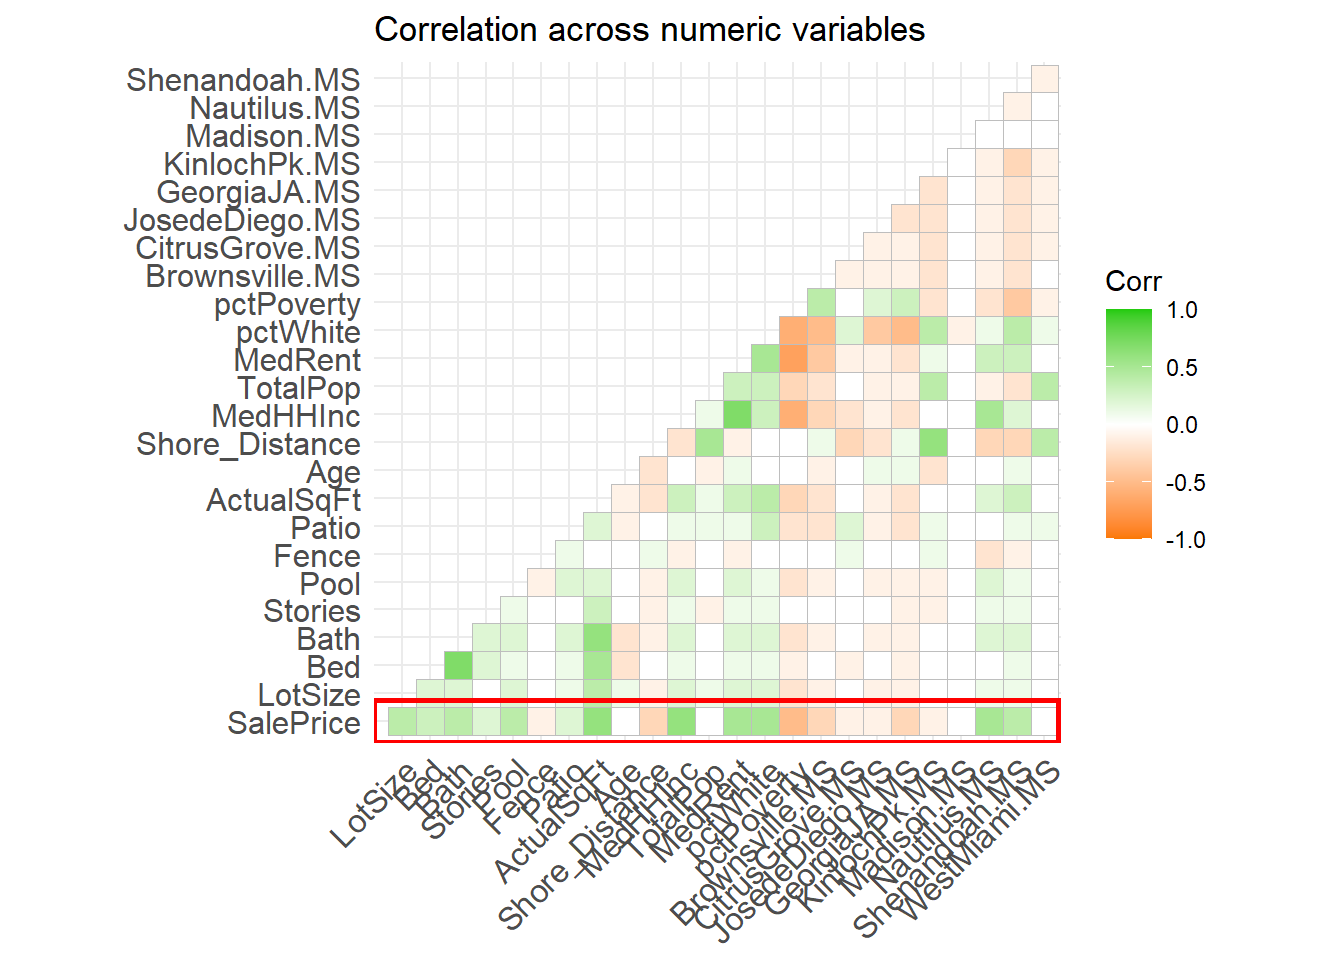 Correlation across numeric variables
Shenandoah.MS
Nautilus.MS
Madison.MS
KinlochPk.MS
GeorgiaJA.MS
JosedeDiego.MS
CitrusGrove.MS
Brownsville.MS
pctPoverty
pctWhite
MedRent
TotalPop
MedHHInc
Shore_Distance
Age
ActualSqFt
Patio
Fence
Pool
Stories
Bath
Bed
LotSize
SalePrice
LotSize
Bed
Bath
Stories
Pool
Fence
Patio
ActualSqFt
Age
Shore_Distance
MedHHInc
TotalPop
MedRent
pctWhite
pctPoverty
Brownsville.MS
CitrusGrove.MS
JosedeDiego.MS
GeorgiaJA.MS
KinlochPk.MS
Madison.MS
Nautilus.MS
Shenandoah.MS
WestMiami.MS
Corr
1.0
0.5
0.0
-0.5
-1.0